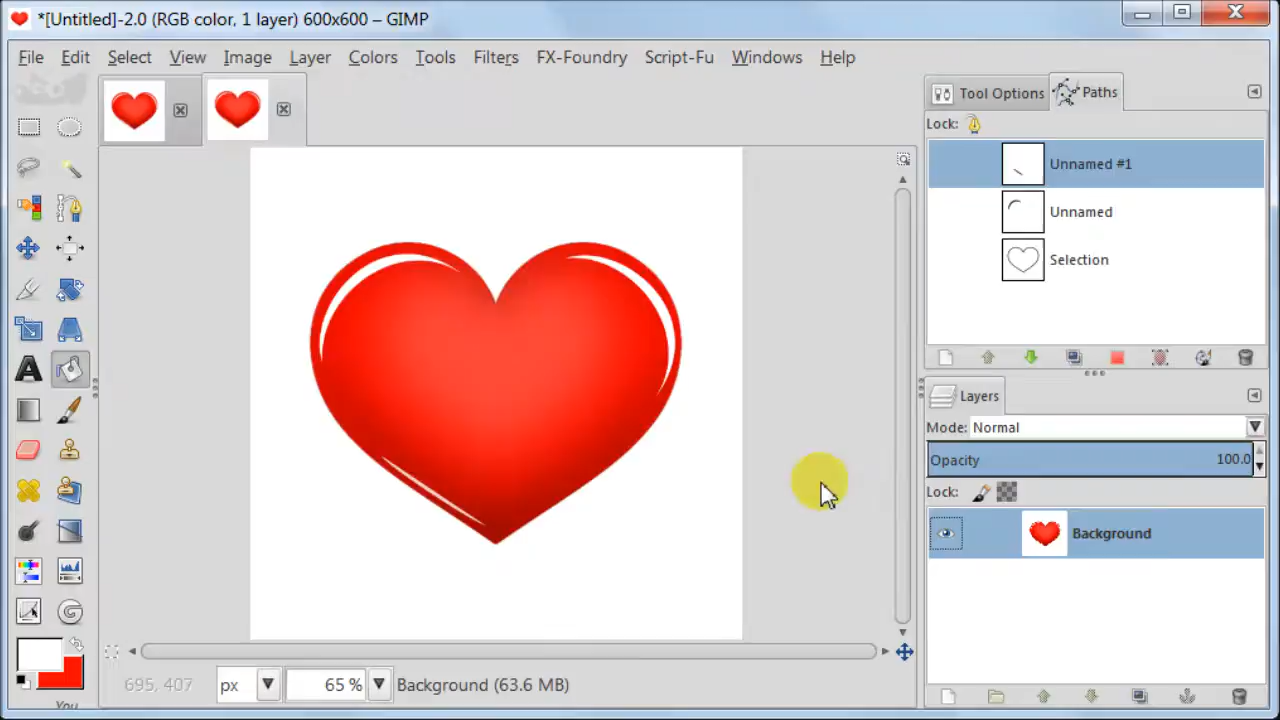 *[Untitled]-2.0 (RGB color, 1 layer) 600x600 – GIMP
File Edit Select View Image Layer Colors Tools Filters FX-Foundry Script-Fu Windows Help
Tool Options Paths
Lock:
Unnamed #1
Unnamed
Selection
Layers
Mode: Normal
Opacity 100.0
Lock:
Background
695, 407 px 65 % Background (63.6 MB)
You